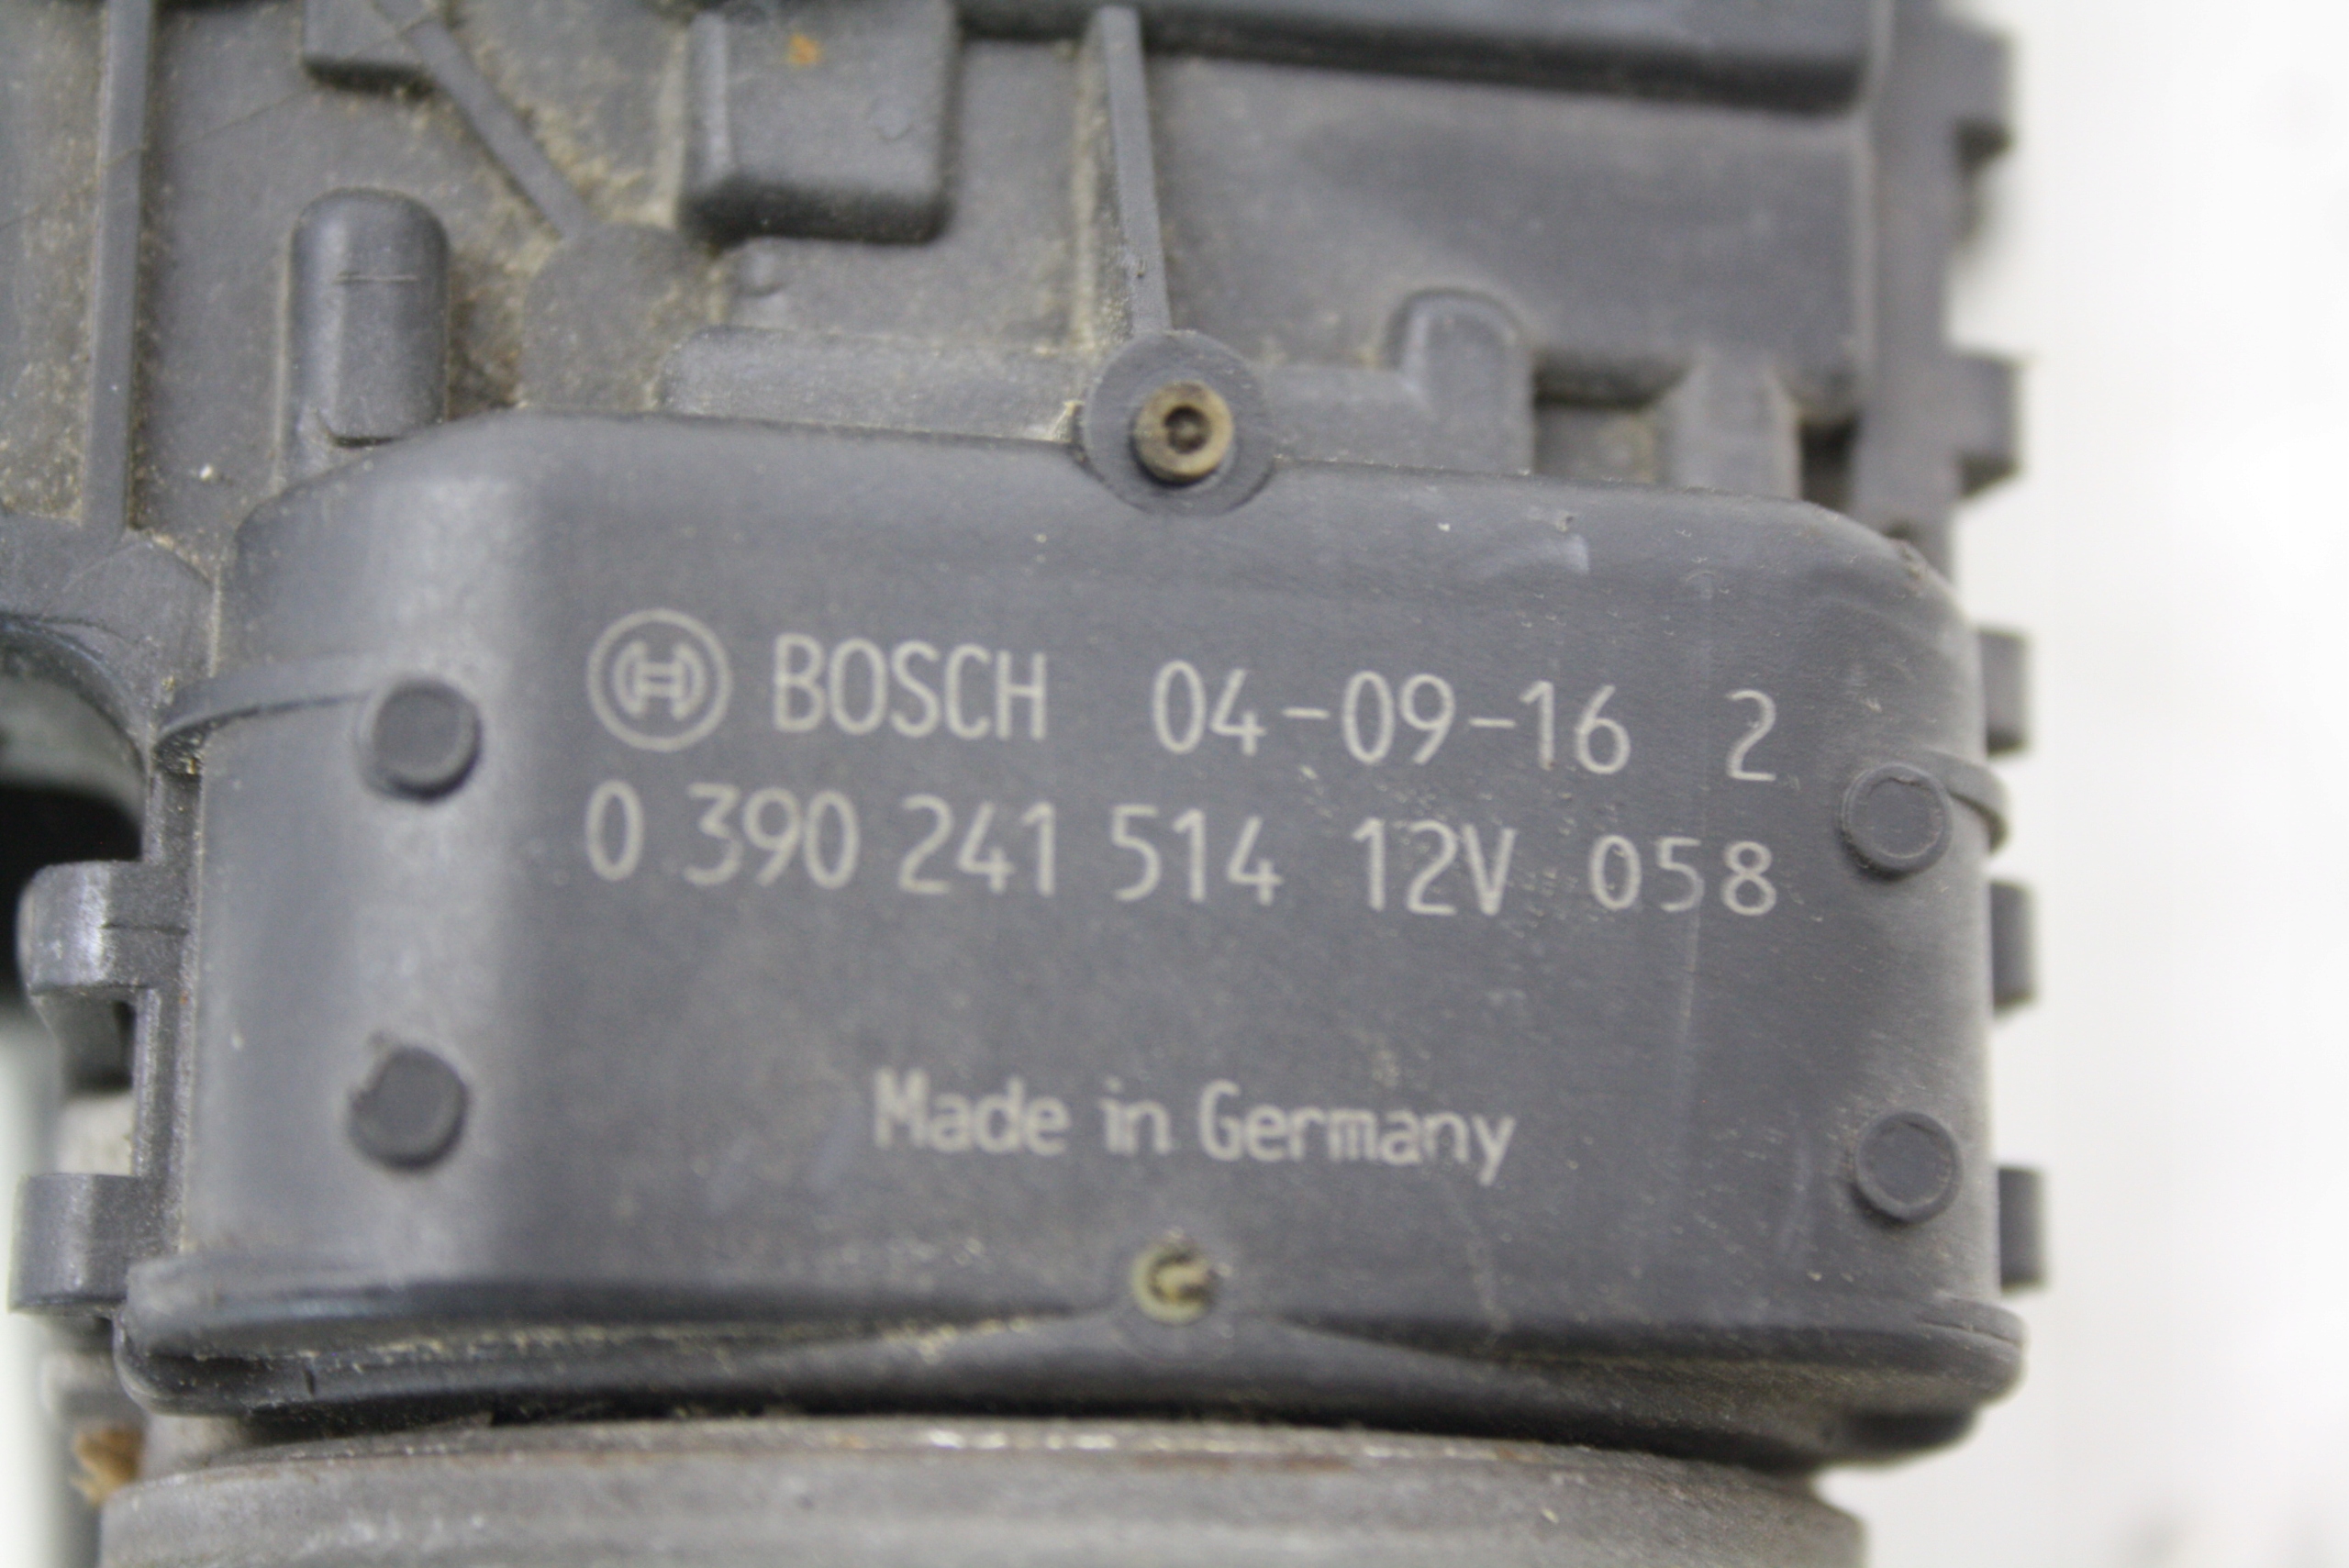 BOSCH 04-09-16 2
0 390 241 514 12V 058
Made in Germany